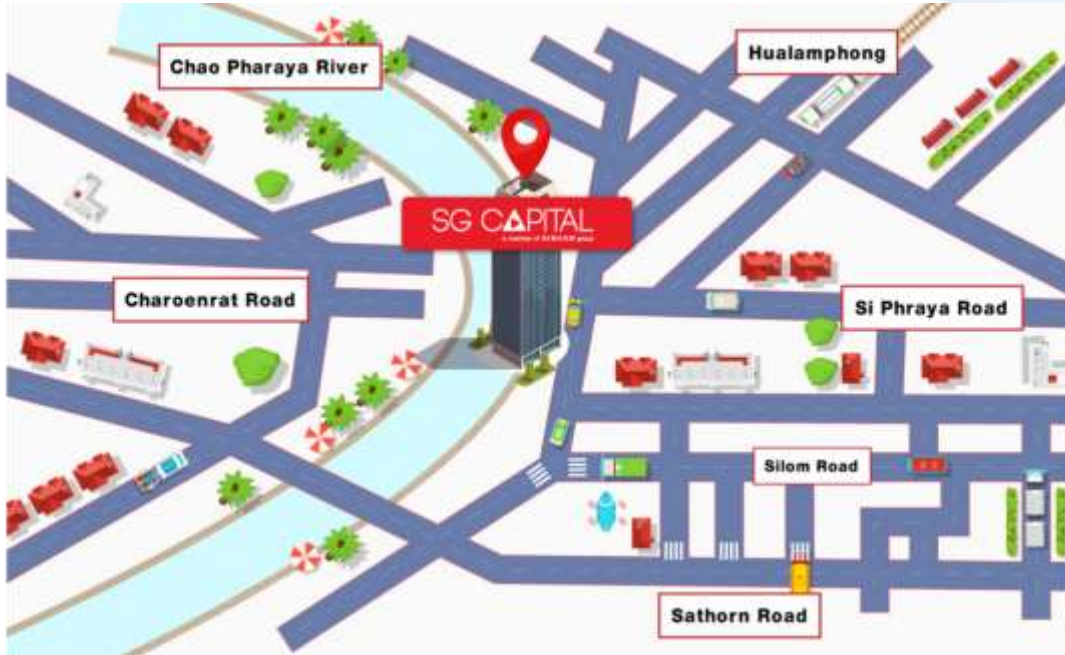 Hualamphong
Chao Pharaya River
SG CAPITAL
Charoenrat Road
Si Phraya Road
Silom Road
Sathorn Road